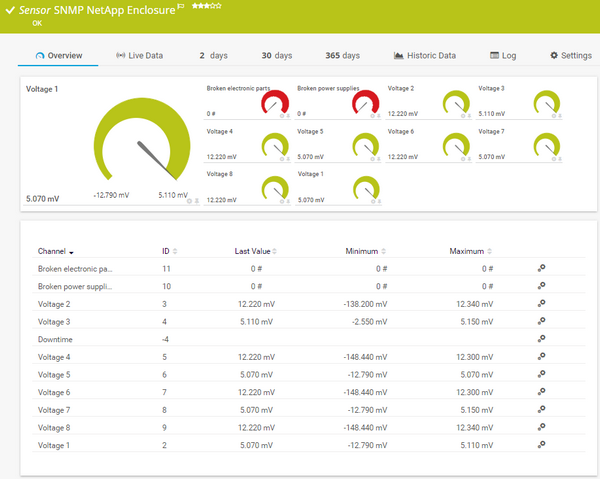 Sensor SNMP NetApp Enclosure
OK
Overview Live Data 2 days 30 days 365 days Historic Data Log Settings
Voltage 1
5.070 mV
-12.790 mV 5.110 mV
Broken electronic parts Broken power supplies Voltage 2 Voltage 3
0 # 0 # 12.220 mV 5.110 mV
Voltage 4 Voltage 5 Voltage 6 Voltage 7
12.220 mV 5.070 mV 12.220 mV 5.070 mV
Voltage 8 Voltage 1
12.220 mV 5.070 mV
Channel ID Last Value Minimum Maximum
Broken electronic pa... 11 0 # 0 # 0 #
Broken power suppli... 10 0 # 0 # 0 #
Voltage 2 3 12.220 mV -138.200 mV 12.340 mV
Voltage 3 4 5.110 mV -2.550 mV 5.150 mV
Downtime -4
Voltage 4 5 12.220 mV -148.440 mV 12.300 mV
Voltage 5 6 5.070 mV -12.790 mV 5.070 mV
Voltage 6 7 12.220 mV -148.440 mV 12.300 mV
Voltage 7 8 5.070 mV -12.790 mV 5.150 mV
Voltage 8 9 12.220 mV -148.440 mV 12.340 mV
Voltage 1 2 5.070 mV -12.790 mV 5.110 mV